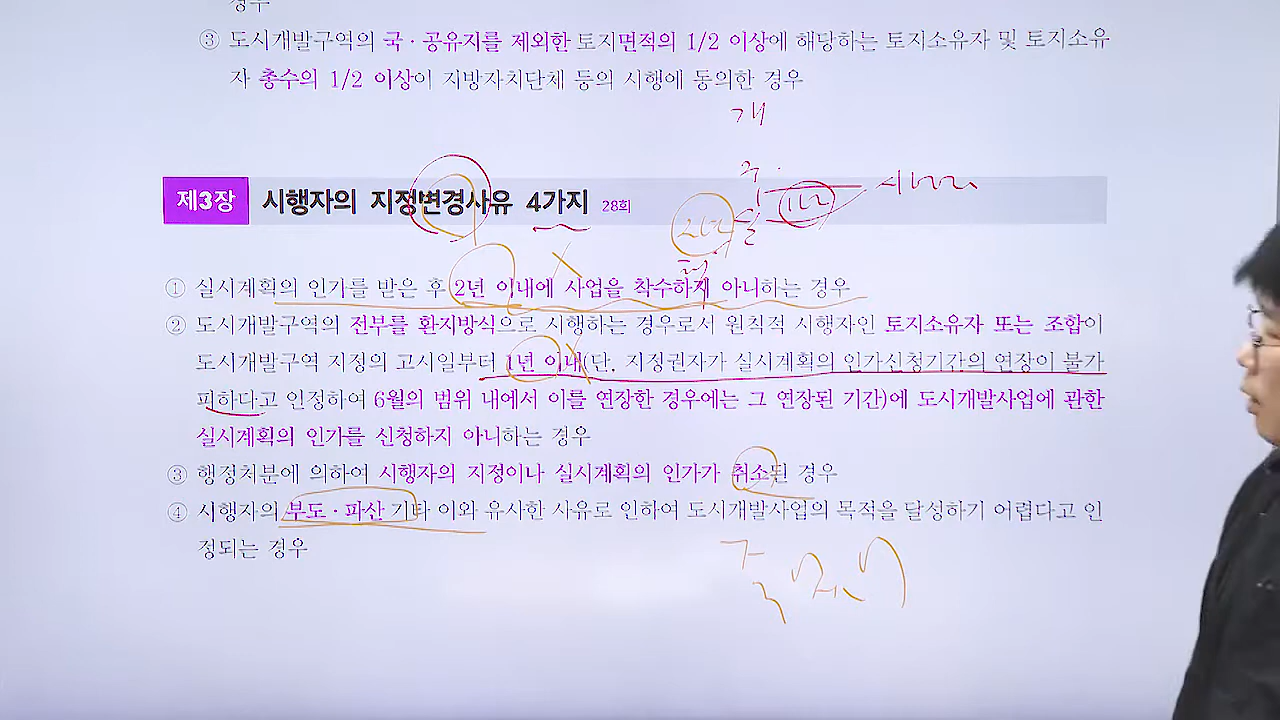 경우
③ 도시개발구역의 국·공유지를 제외한 토지면적의 1/2 이상에 해당하는 토지소유자 및 토지소유
자 총수의 1/2 이상이 지방자치단체 등의 시행에 동의한 경우
개
제3장 시행자의 지정변경사유 4가지 28회
2년
① 실시계획의 인가를 받은 후 2년 이내에 사업을 착수하지 아니하는 경우
② 도시개발구역의 전부를 환지방식으로 시행하는 경우로서 원칙적 시행자인 토지소유자 또는 조합이
도시개발구역 지정의 고시일부터 1년 이내(단, 지정권자가 실시계획의 인가신청기간의 연장이 불가
피하다고 인정하여 6월의 범위 내에서 이를 연장한 경우에는 그 연장된 기간)에 도시개발사업에 관한
실시계획의 인가를 신청하지 아니하는 경우
③ 행정처분에 의하여 시행자의 지정이나 실시계획의 인가가 취소된 경우
④ 시행자의 부도·파산 기타 이와 유사한 사유로 인하여 도시개발사업의 목적을 달성하기 어렵다고 인
정되는 경우